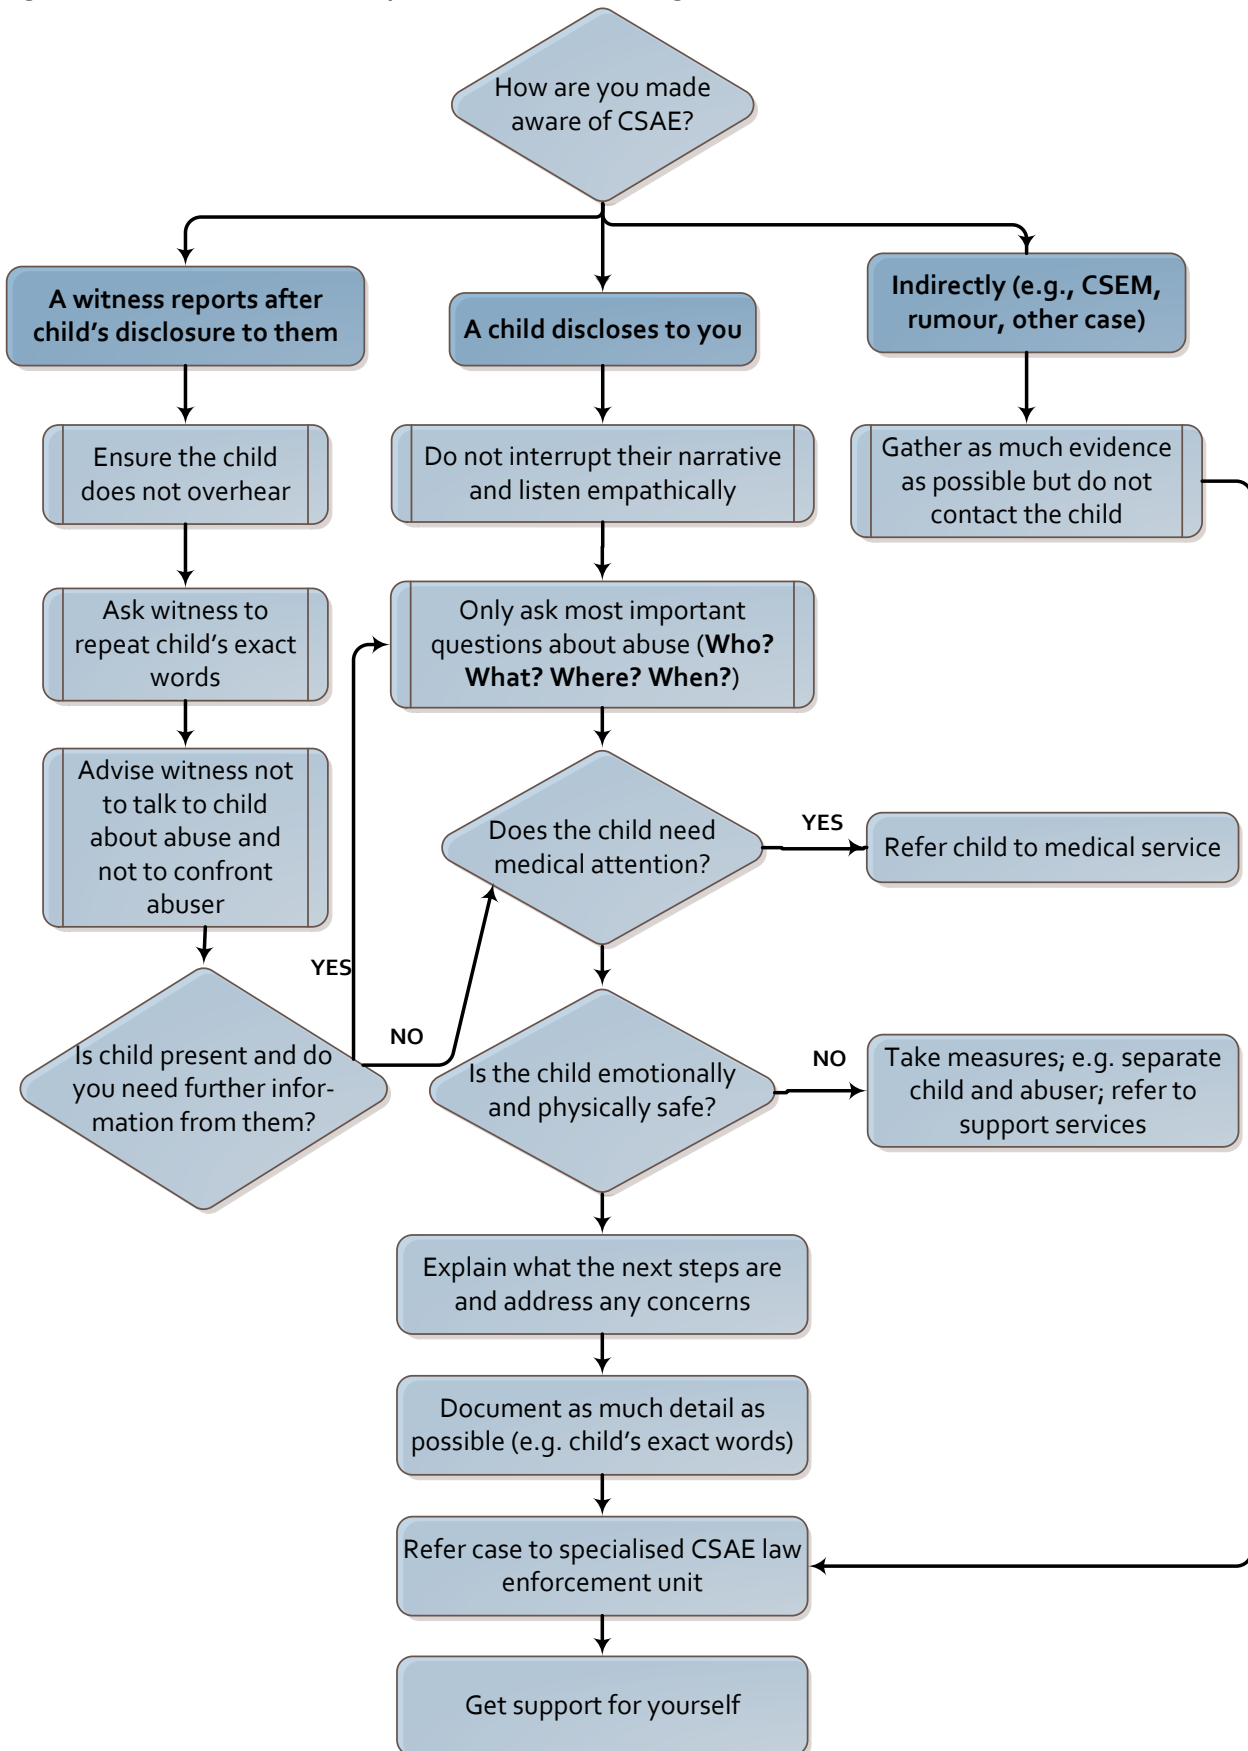 How are you made
aware of CSAE?
A witness reports after
child's disclosure to them
A child discloses to you
Indirectly (e.g., CSEM,
rumour, other case)
Ensure the child
does not overhear
Do not interrupt their narrative
and listen empathically
Gather as much evidence
as possible but do not
contact the child
Ask witness to
repeat child's exact
words
Only ask most important
questions about abuse (Who?
What? Where? When?)
Advise witness not
to talk to child
about abuse and
not to confront
abuser
Does the child need
medical attention?
YES
Refer child to medical service
YES
NO
Is child present and do
you need further infor-
mation from them?
Is the child emotionally
and physically safe?
NO
Take measures; e.g. separate
child and abuser; refer to
support services
Explain what the next steps are
and address any concerns
Document as much detail as
possible (e.g. child's exact words)
Refer case to specialised CSAE law
enforcement unit
Get support for yourself